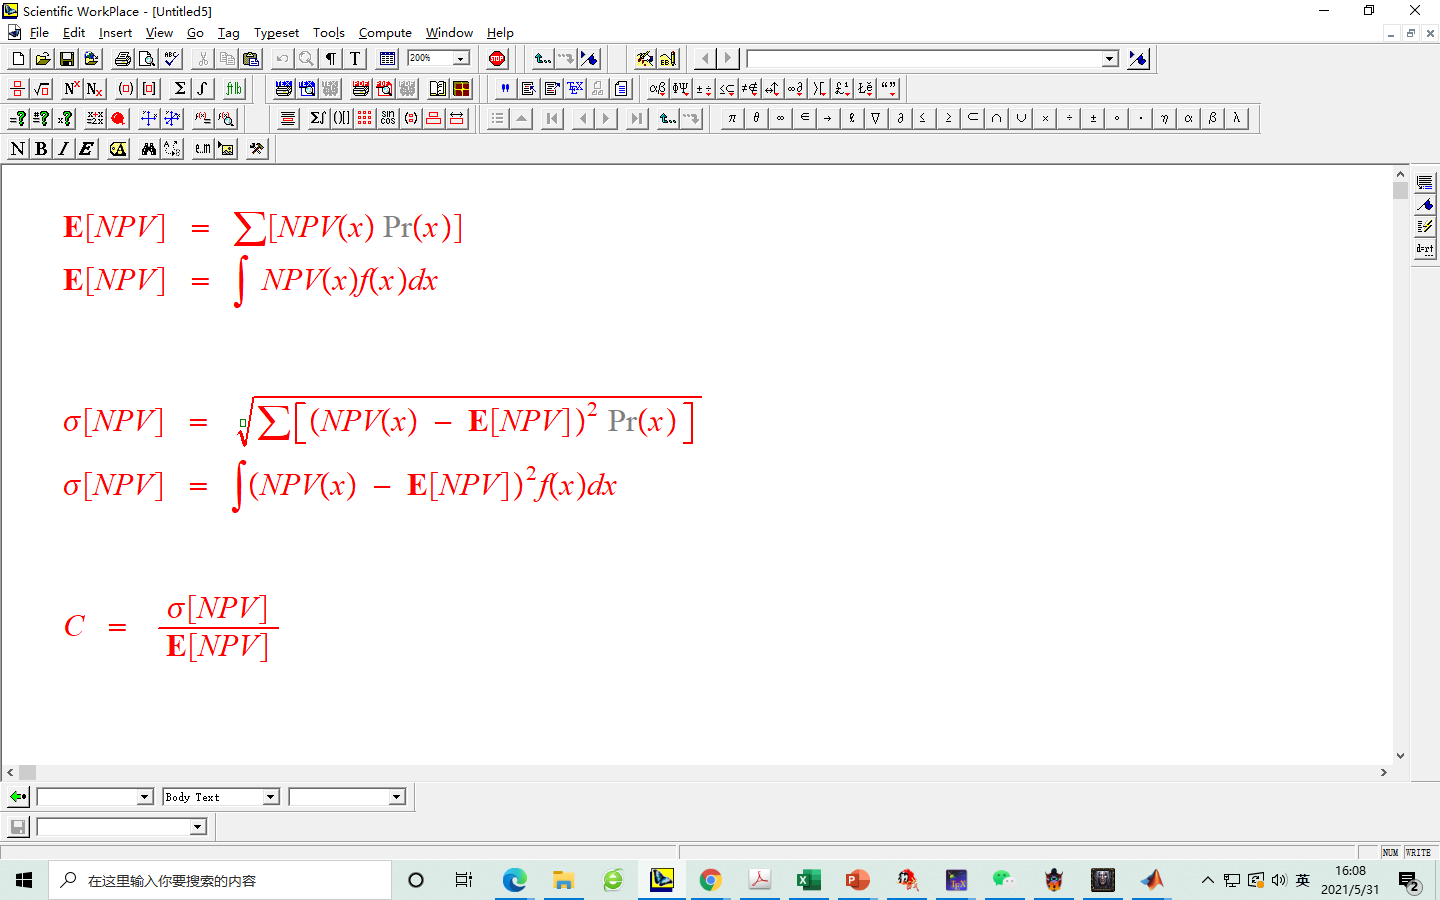 Scientific WorkPlace - [Untitled5]
File Edit Insert View Go Tag Typeset Tools Compute Window Help
200%
STOP
N B I E
E[NPV] = ∑[NPV(x) Pr(x)]
E[NPV] = ∫ NPV(x)f(x)dx
σ[NPV] = √∑[(NPV(x) − E[NPV])² Pr(x)]
σ[NPV] = ∫(NPV(x) − E[NPV])²f(x)dx
C = σ[NPV] / E[NPV]
Body Text
NUM WRITE
在这里输入你要搜索的内容
英
16:08
2021/5/31
2